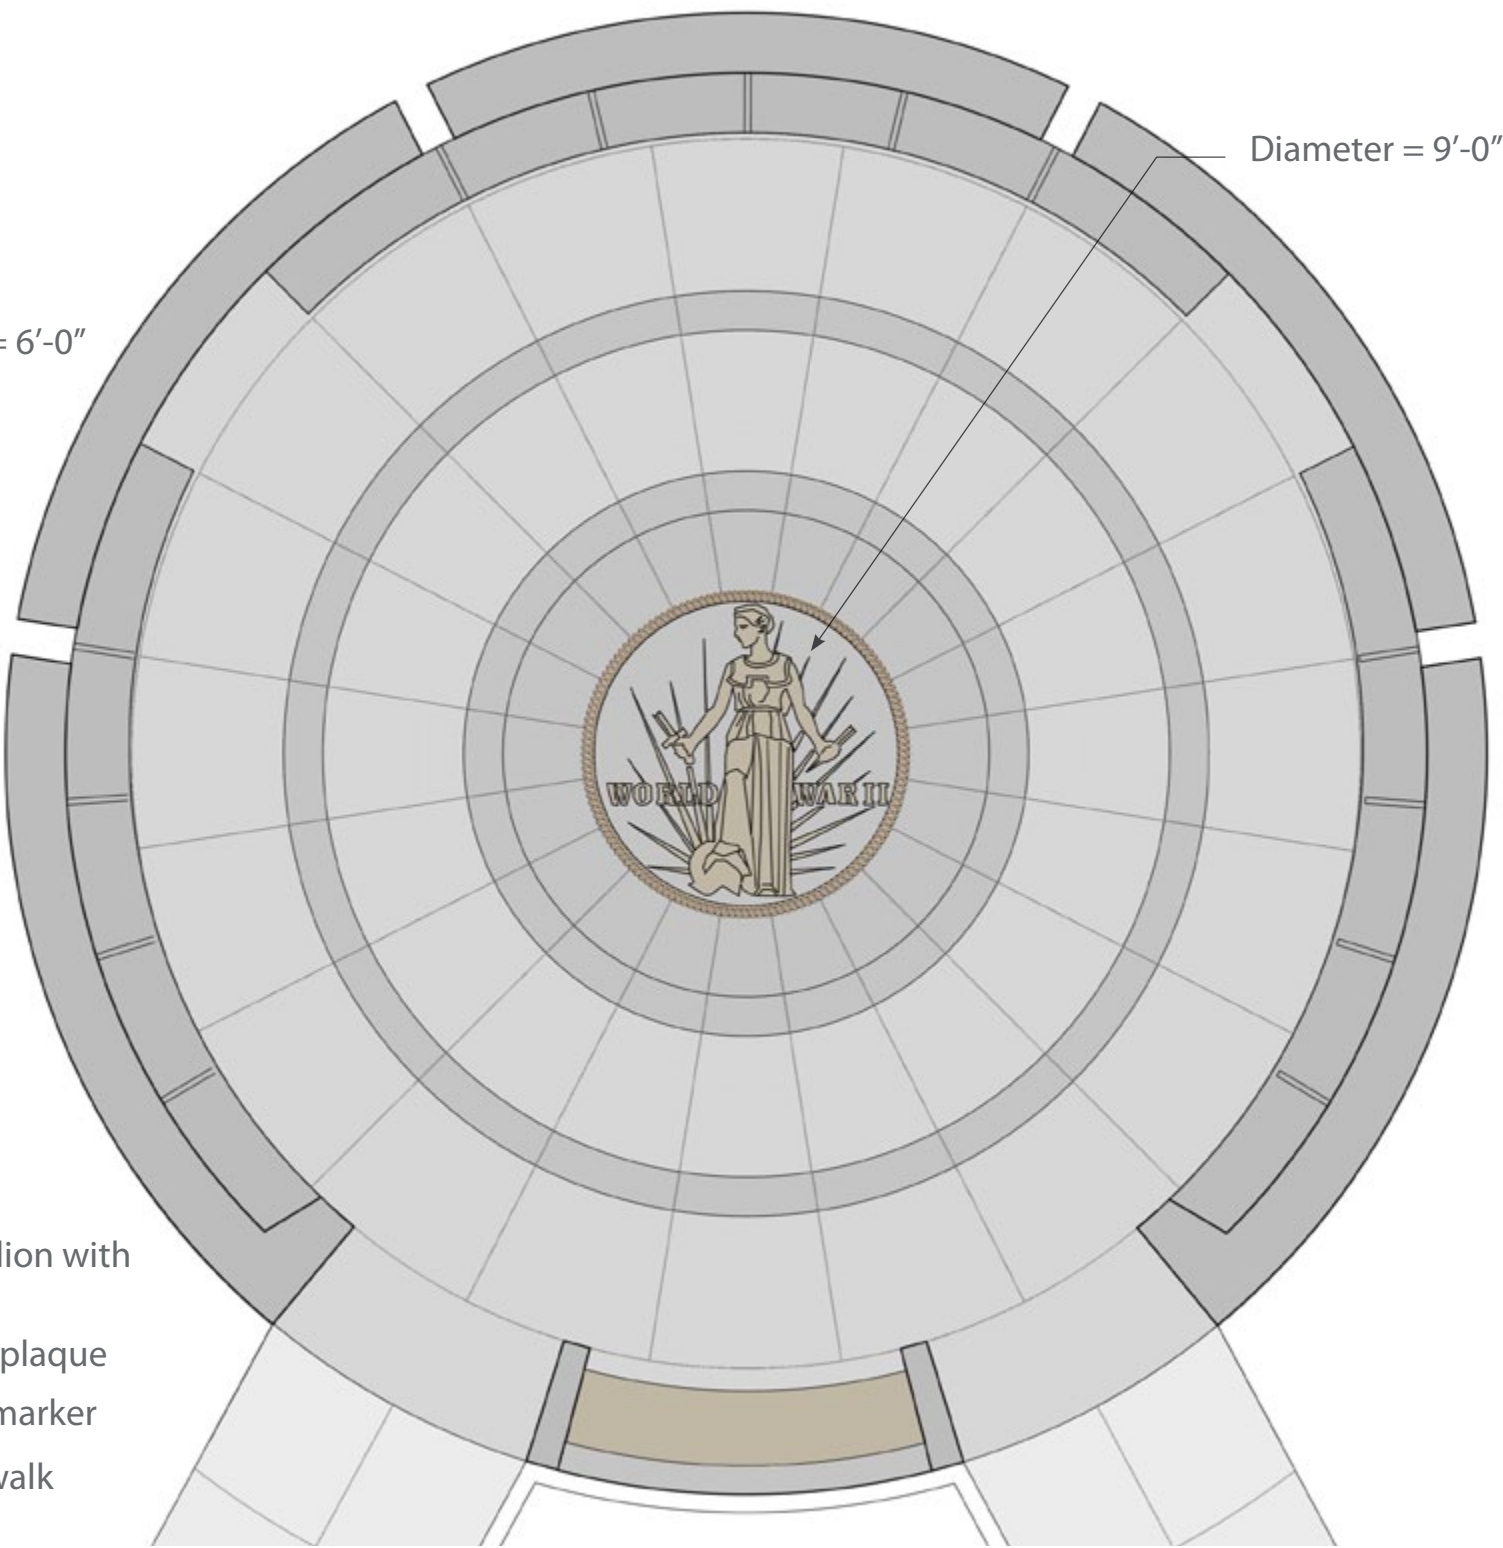 Diameter = 9’-0”
= 6’-0”
WORLD WAR II
lion with
plaque
marker
walk